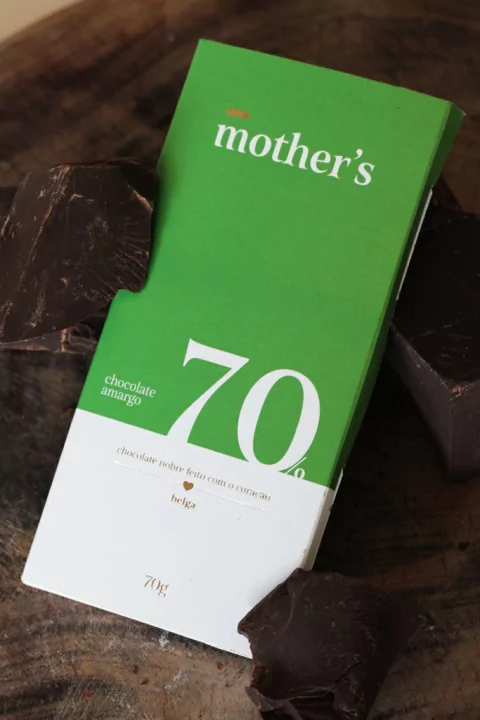 mother's
70%
chocolate
amargo
chocolate nobre feito com o coração
belga
70g